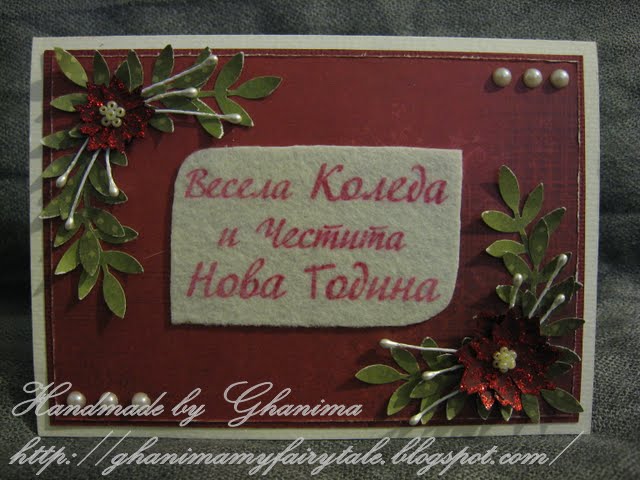 Весела Коледа
и Честита
Нова Година
Handmade by Ghanima
http://ghanimamyfairytale.blogspot.com/